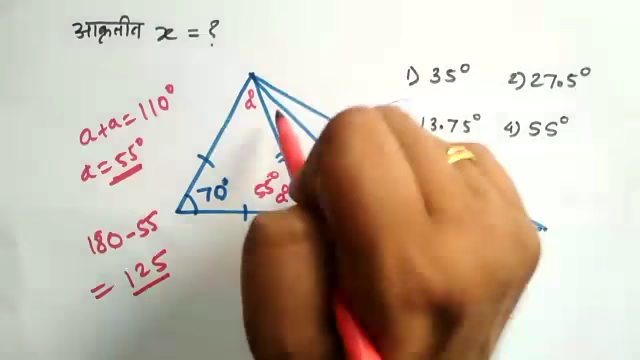 आकृतीत x = ?
1) 35° 2) 27.5°
13.75° 4) 55°
a+a=110°
a=55°
180-55
= 125
a
70°
55°
a